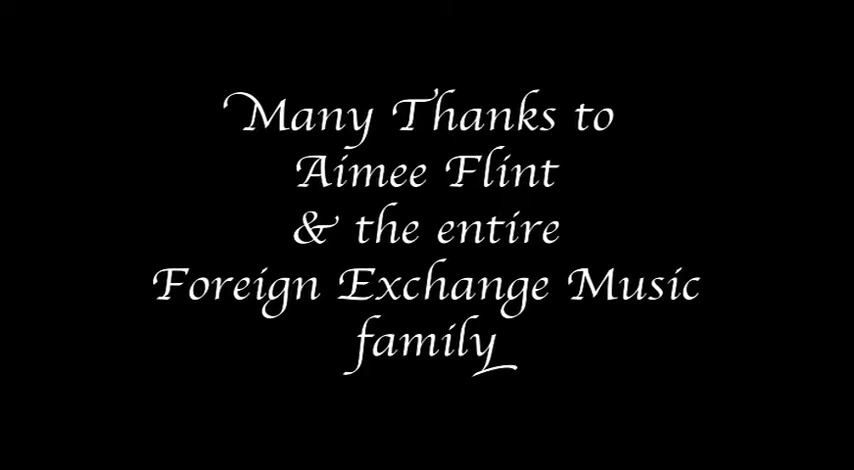 Many Thanks to
Aimee Flint
& the entire
Foreign Exchange Music
family